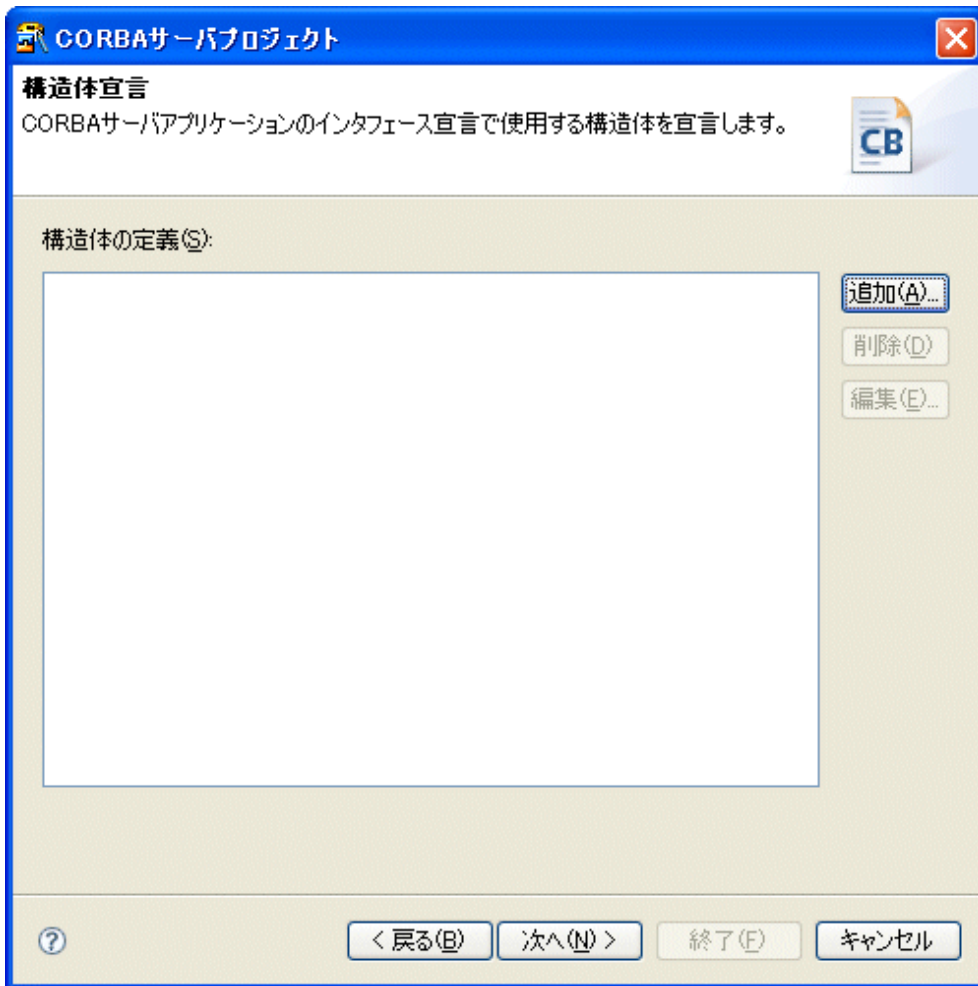 CORBAサーバプロジェクト
構造体宣言
CORBAサーバアプリケーションのインタフェース宣言で使用する構造体を宣言します。
CB
構造体の定義(S):
追加(A)...
削除(D)
編集(E)...
?
< 戻る(B)
次へ(N) >
終了(F)
キャンセル